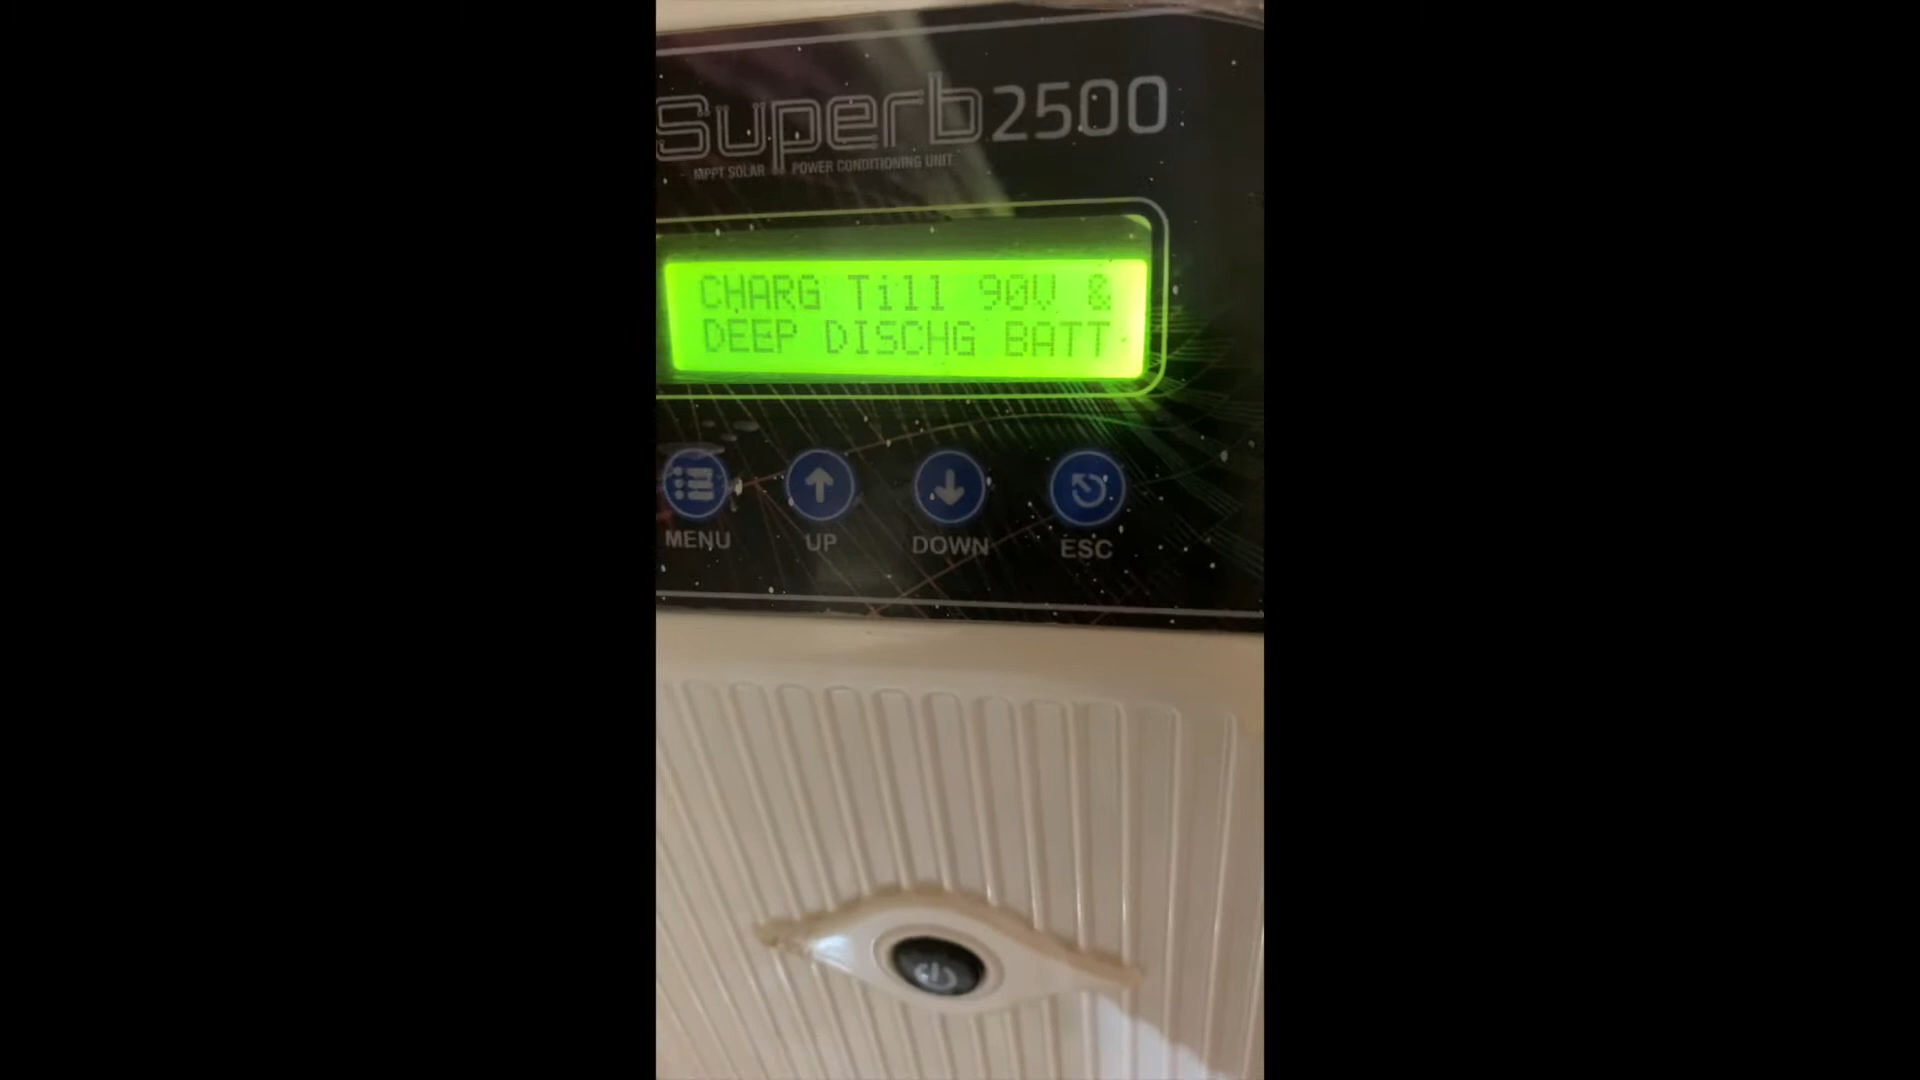 Superb2500
MPPT SOLAR POWER CONDITIONING UNIT
CHARG Till 90V &
DEEP DISCHG BATT
MENU UP DOWN ESC